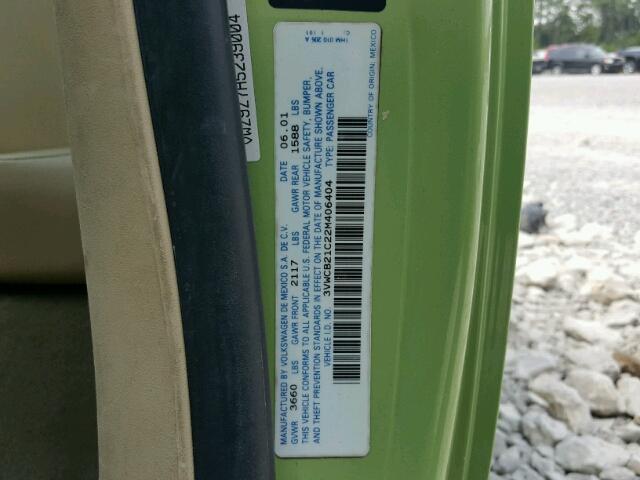 VWZ9Z7H5239004
MANUFACTURED BY VOLKSWAGEN DE MEXICO S.A. DE C.V. DATE 06.01
GVWR 3660 LBS GAWR FRONT 2117 LBS GAWR REAR 1588 LBS
THIS VEHICLE CONFORMS TO ALL APPLICABLE U.S. FEDERAL MOTOR VEHICLE SAFETY, BUMPER,
AND THEFT PREVENTION STANDARDS IN EFFECT ON THE DATE OF MANUFACTURE SHOWN ABOVE.
VEHICLE I.D. NO. 3VWCB21C22M406404 TYPE: PASSENGER CAR
COUNTRY OF ORIGIN: MEXICO